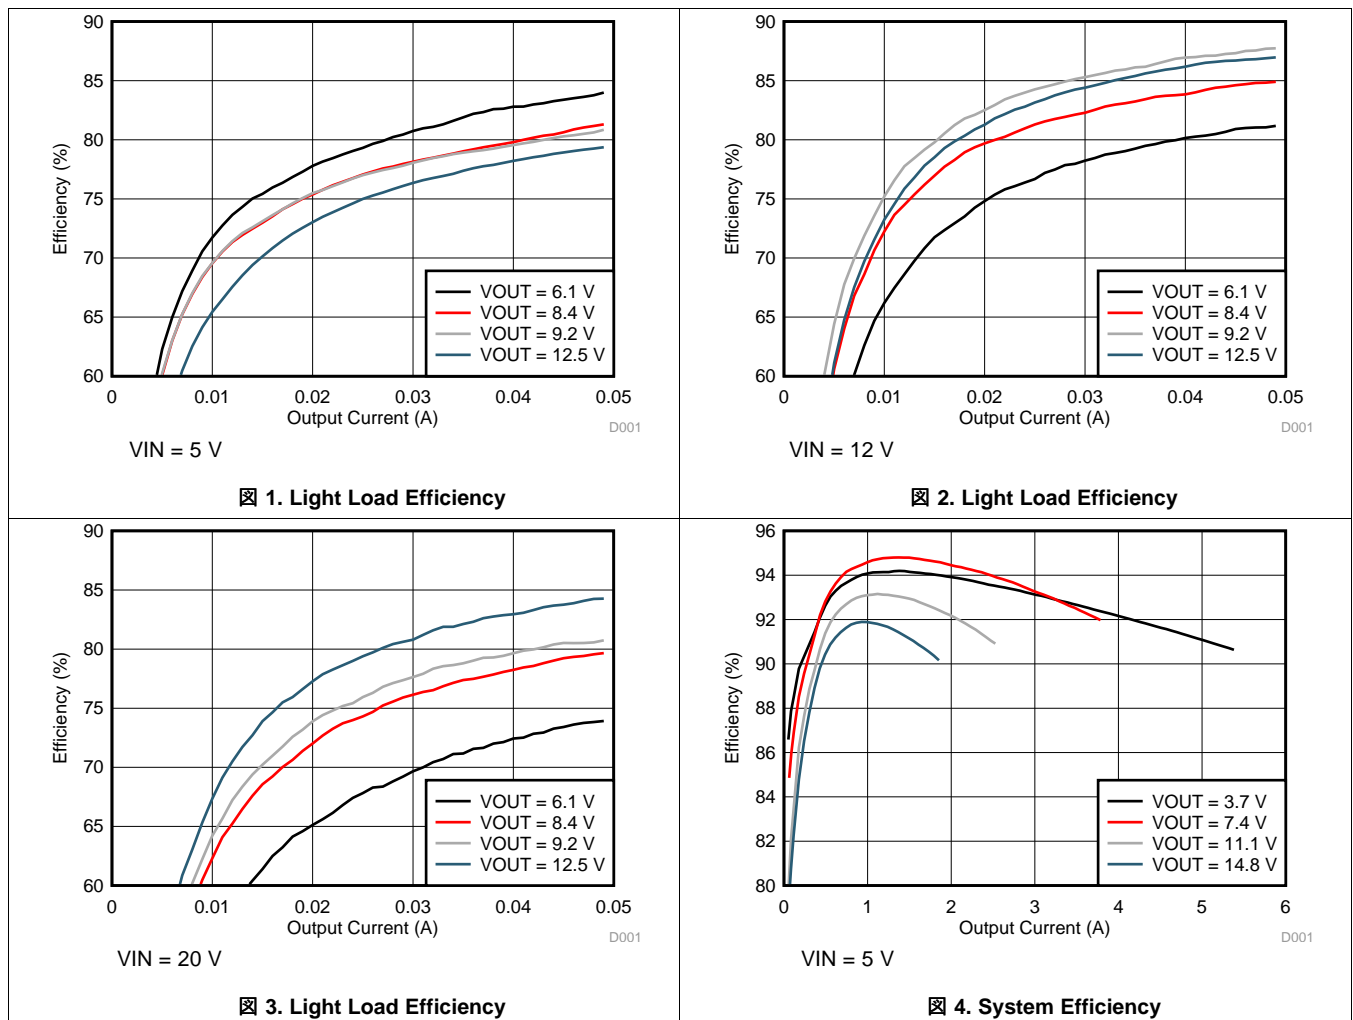 90
85
80
75
70
65
60
Efficiency (%)
0 0.01 0.02 0.03 0.04 0.05
Output Current (A)
D001
VOUT = 6.1 V
VOUT = 8.4 V
VOUT = 9.2 V
VOUT = 12.5 V
VIN = 5 V
図 1. Light Load Efficiency
90
85
80
75
70
65
60
Efficiency (%)
0 0.01 0.02 0.03 0.04 0.05
Output Current (A)
D001
VOUT = 6.1 V
VOUT = 8.4 V
VOUT = 9.2 V
VOUT = 12.5 V
VIN = 12 V
図 2. Light Load Efficiency
90
85
80
75
70
65
60
Efficiency (%)
0 0.01 0.02 0.03 0.04 0.05
Output Current (A)
D001
VOUT = 6.1 V
VOUT = 8.4 V
VOUT = 9.2 V
VOUT = 12.5 V
VIN = 20 V
図 3. Light Load Efficiency
96
94
92
90
88
86
84
82
80
Efficiency (%)
0 1 2 3 4 5 6
Output Current (A)
D001
VOUT = 3.7 V
VOUT = 7.4 V
VOUT = 11.1 V
VOUT = 14.8 V
VIN = 5 V
図 4. System Efficiency